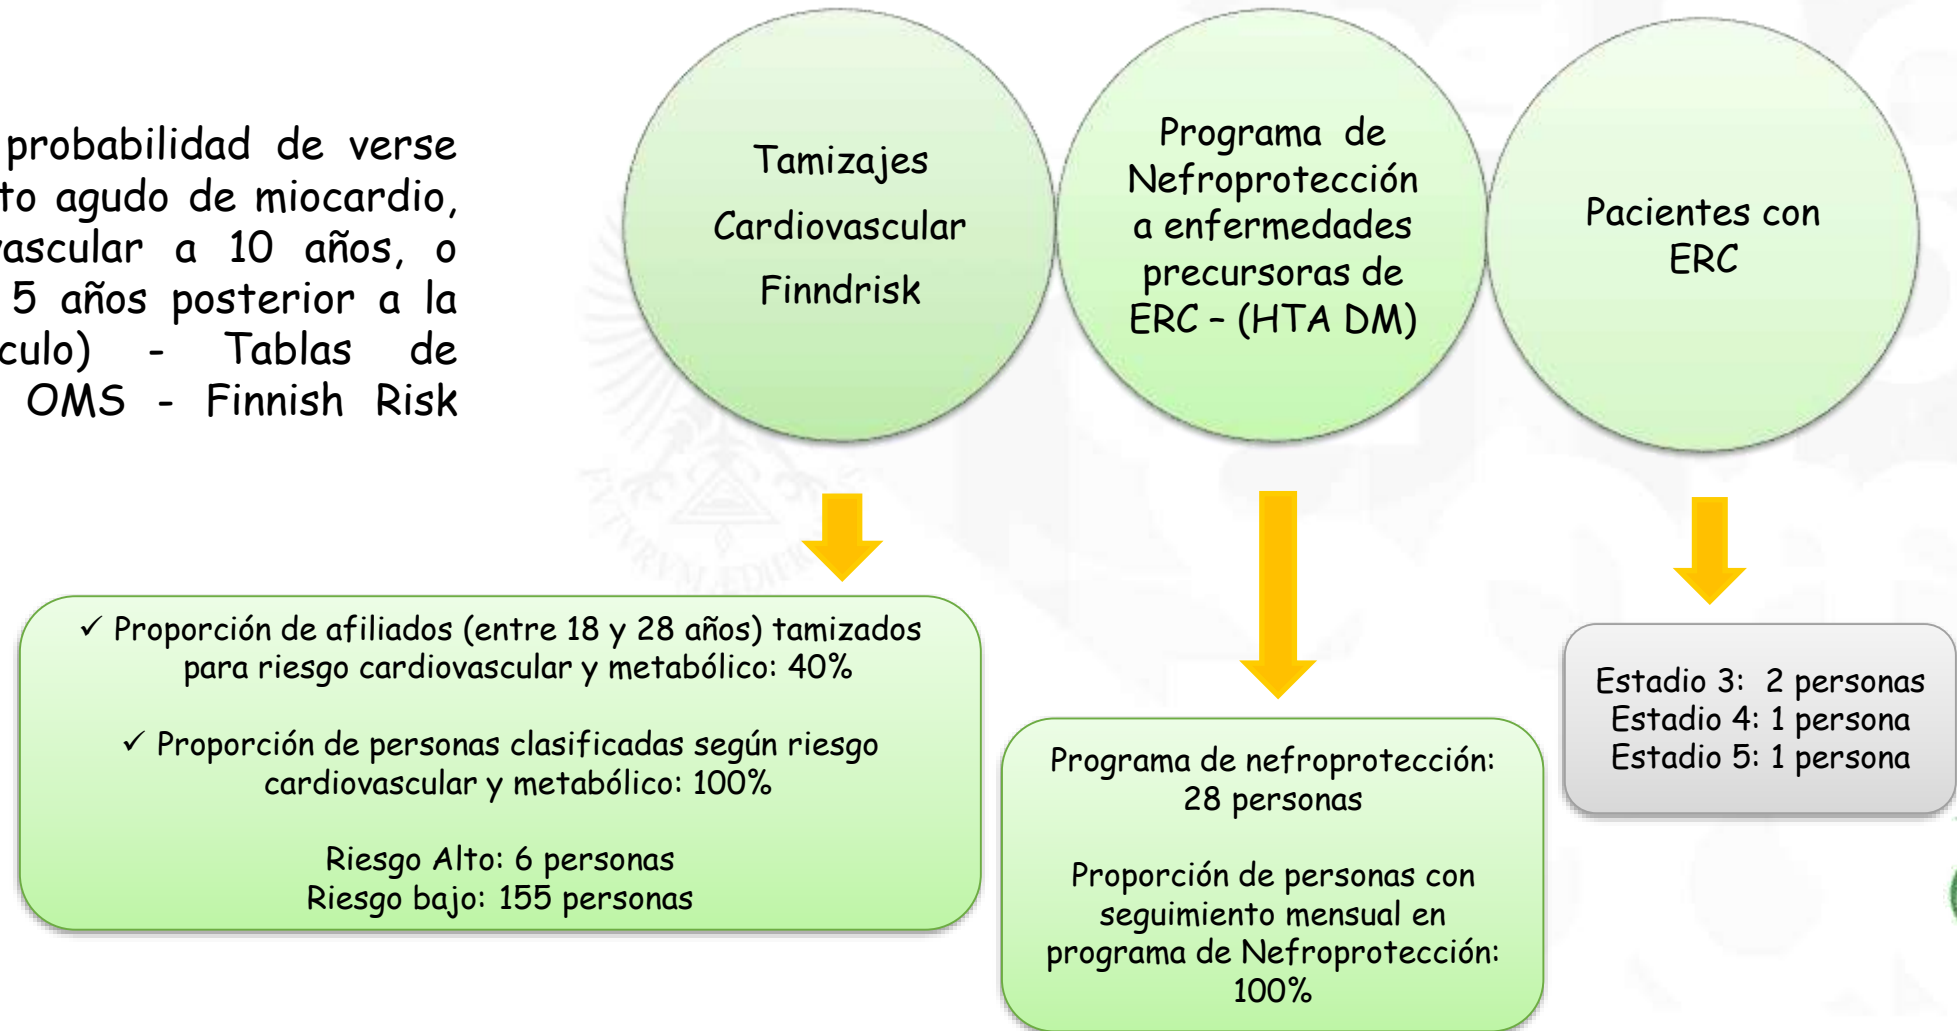 probabilidad de verse
to agudo de miocardio,
vascular a 10 años, o
5 años posterior a la
culo) - Tablas de
OMS - Finnish Risk
Tamizajes
Cardiovascular
Finndrisk
Programa de
Nefroprotección
a enfermedades
precursoras de
ERC – (HTA DM)
Pacientes con
ERC
✓ Proporción de afiliados (entre 18 y 28 años) tamizados
para riesgo cardiovascular y metabólico: 40%
✓ Proporción de personas clasificadas según riesgo
cardiovascular y metabólico: 100%
Riesgo Alto: 6 personas
Riesgo bajo: 155 personas
Programa de nefroprotección:
28 personas
Proporción de personas con
seguimiento mensual en
programa de Nefroprotección:
100%
Estadio 3: 2 personas
Estadio 4: 1 persona
Estadio 5: 1 persona